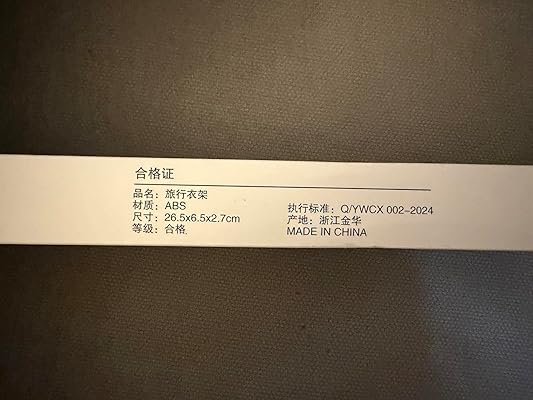 合格证
品名：旅行衣架
材质：ABS
尺寸：26.5x6.5x2.7cm
等级：合格
执行标准：Q/YWCX 002-2024
产地：浙江金华
MADE IN CHINA